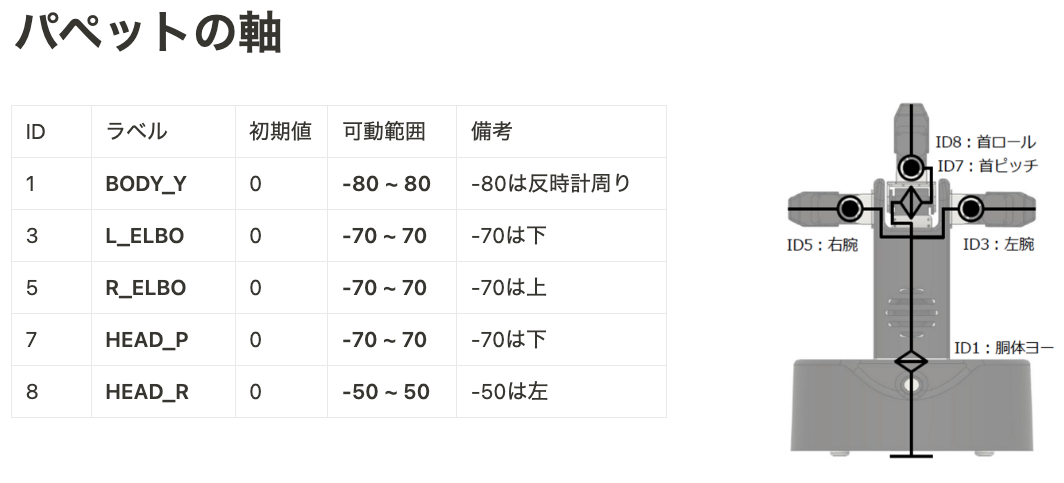 パペットの軸
ID ラベル 初期値 可動範囲 備考
1 BODY_Y 0 -80 ~ 80 -80は反時計周り
3 L_ELBO 0 -70 ~ 70 -70は下
5 R_ELBO 0 -70 ~ 70 -70は上
7 HEAD_P 0 -70 ~ 70 -70は下
8 HEAD_R 0 -50 ~ 50 -50は左
ID8：首ロール
ID7：首ピッチ
ID5：右腕
ID3：左腕
ID1：胴体ヨー